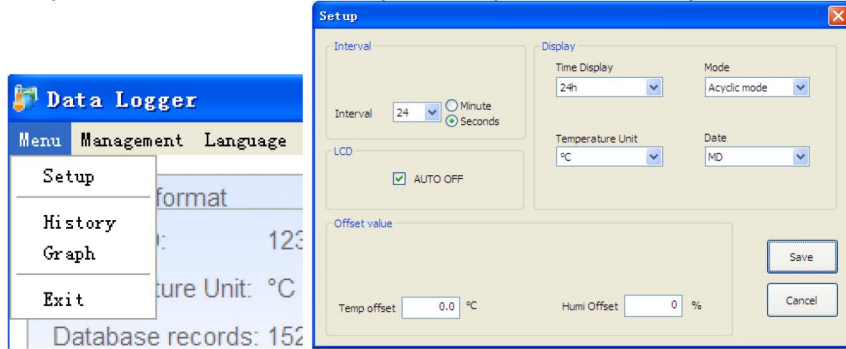 Data Logger
Menu Management Language
Setup
format
History
: 123
Graph
ture Unit: °C
Exit
Database records: 152
Setup
Interval
Interval 24 Minute
Seconds
LCD
AUTO OFF
Display
Time Display Mode
24h Acyclic mode
Temperature Unit Date
°C MD
Offset value
Temp offset 0.0 °C Humi Offset 0 %
Save
Cancel